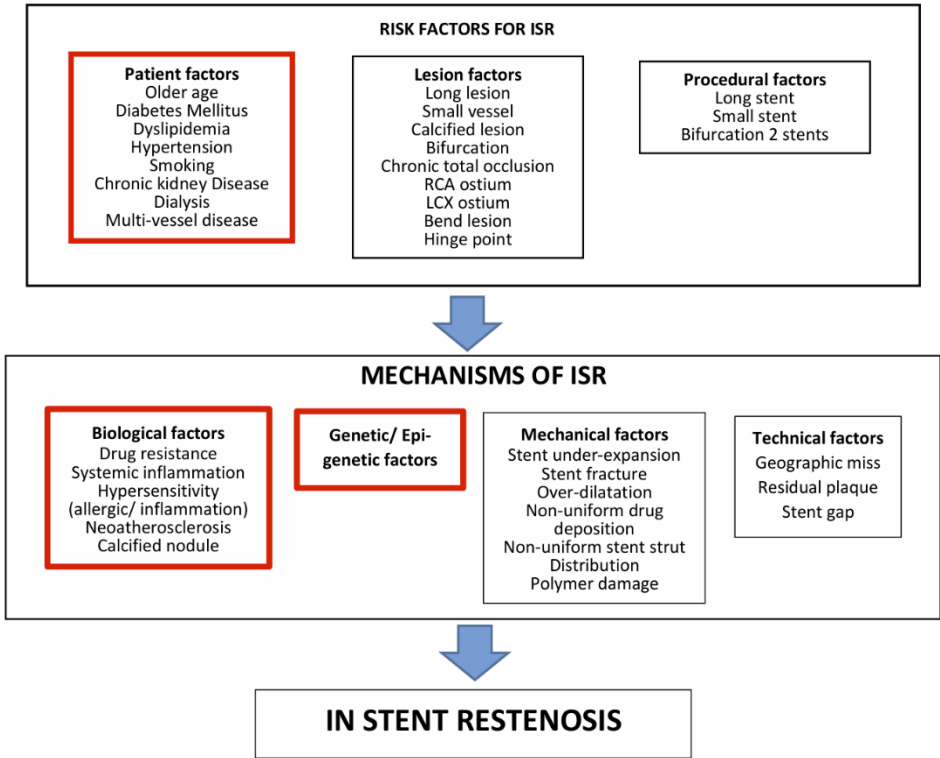 RISK FACTORS FOR ISR
Patient factors
Older age
Diabetes Mellitus
Dyslipidemia
Hypertension
Smoking
Chronic kidney Disease
Dialysis
Multi-vessel disease
Lesion factors
Long lesion
Small vessel
Calcified lesion
Bifurcation
Chronic total occlusion
RCA ostium
LCX ostium
Bend lesion
Hinge point
Procedural factors
Long stent
Small stent
Bifurcation 2 stents
MECHANISMS OF ISR
Biological factors
Drug resistance
Systemic inflammation
Hypersensitivity
(allergic/ inflammation)
Neoatherosclerosis
Calcified nodule
Genetic/ Epi-
genetic factors
Mechanical factors
Stent under-expansion
Stent fracture
Over-dilatation
Non-uniform drug
deposition
Non-uniform stent strut
Distribution
Polymer damage
Technical factors
Geographic miss
Residual plaque
Stent gap
IN STENT RESTENOSIS